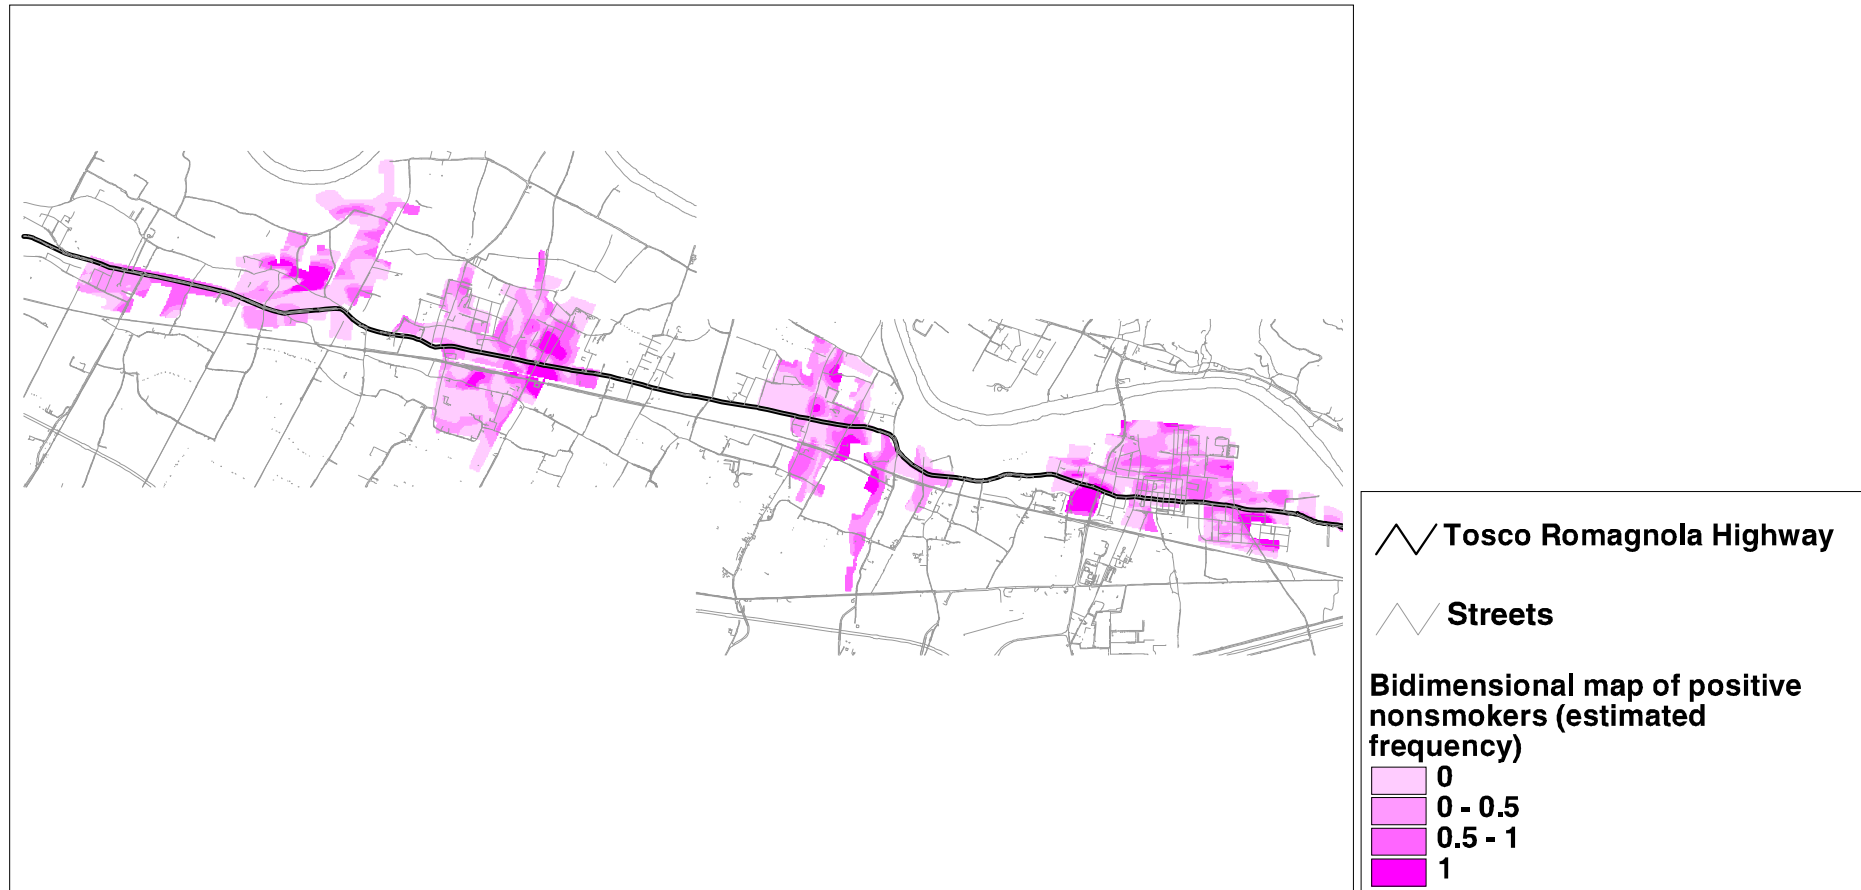 Tosco Romagnola Highway
Streets
Bidimensional map of positive
nonsmokers (estimated
frequency)
0
0 - 0.5
0.5 - 1
1